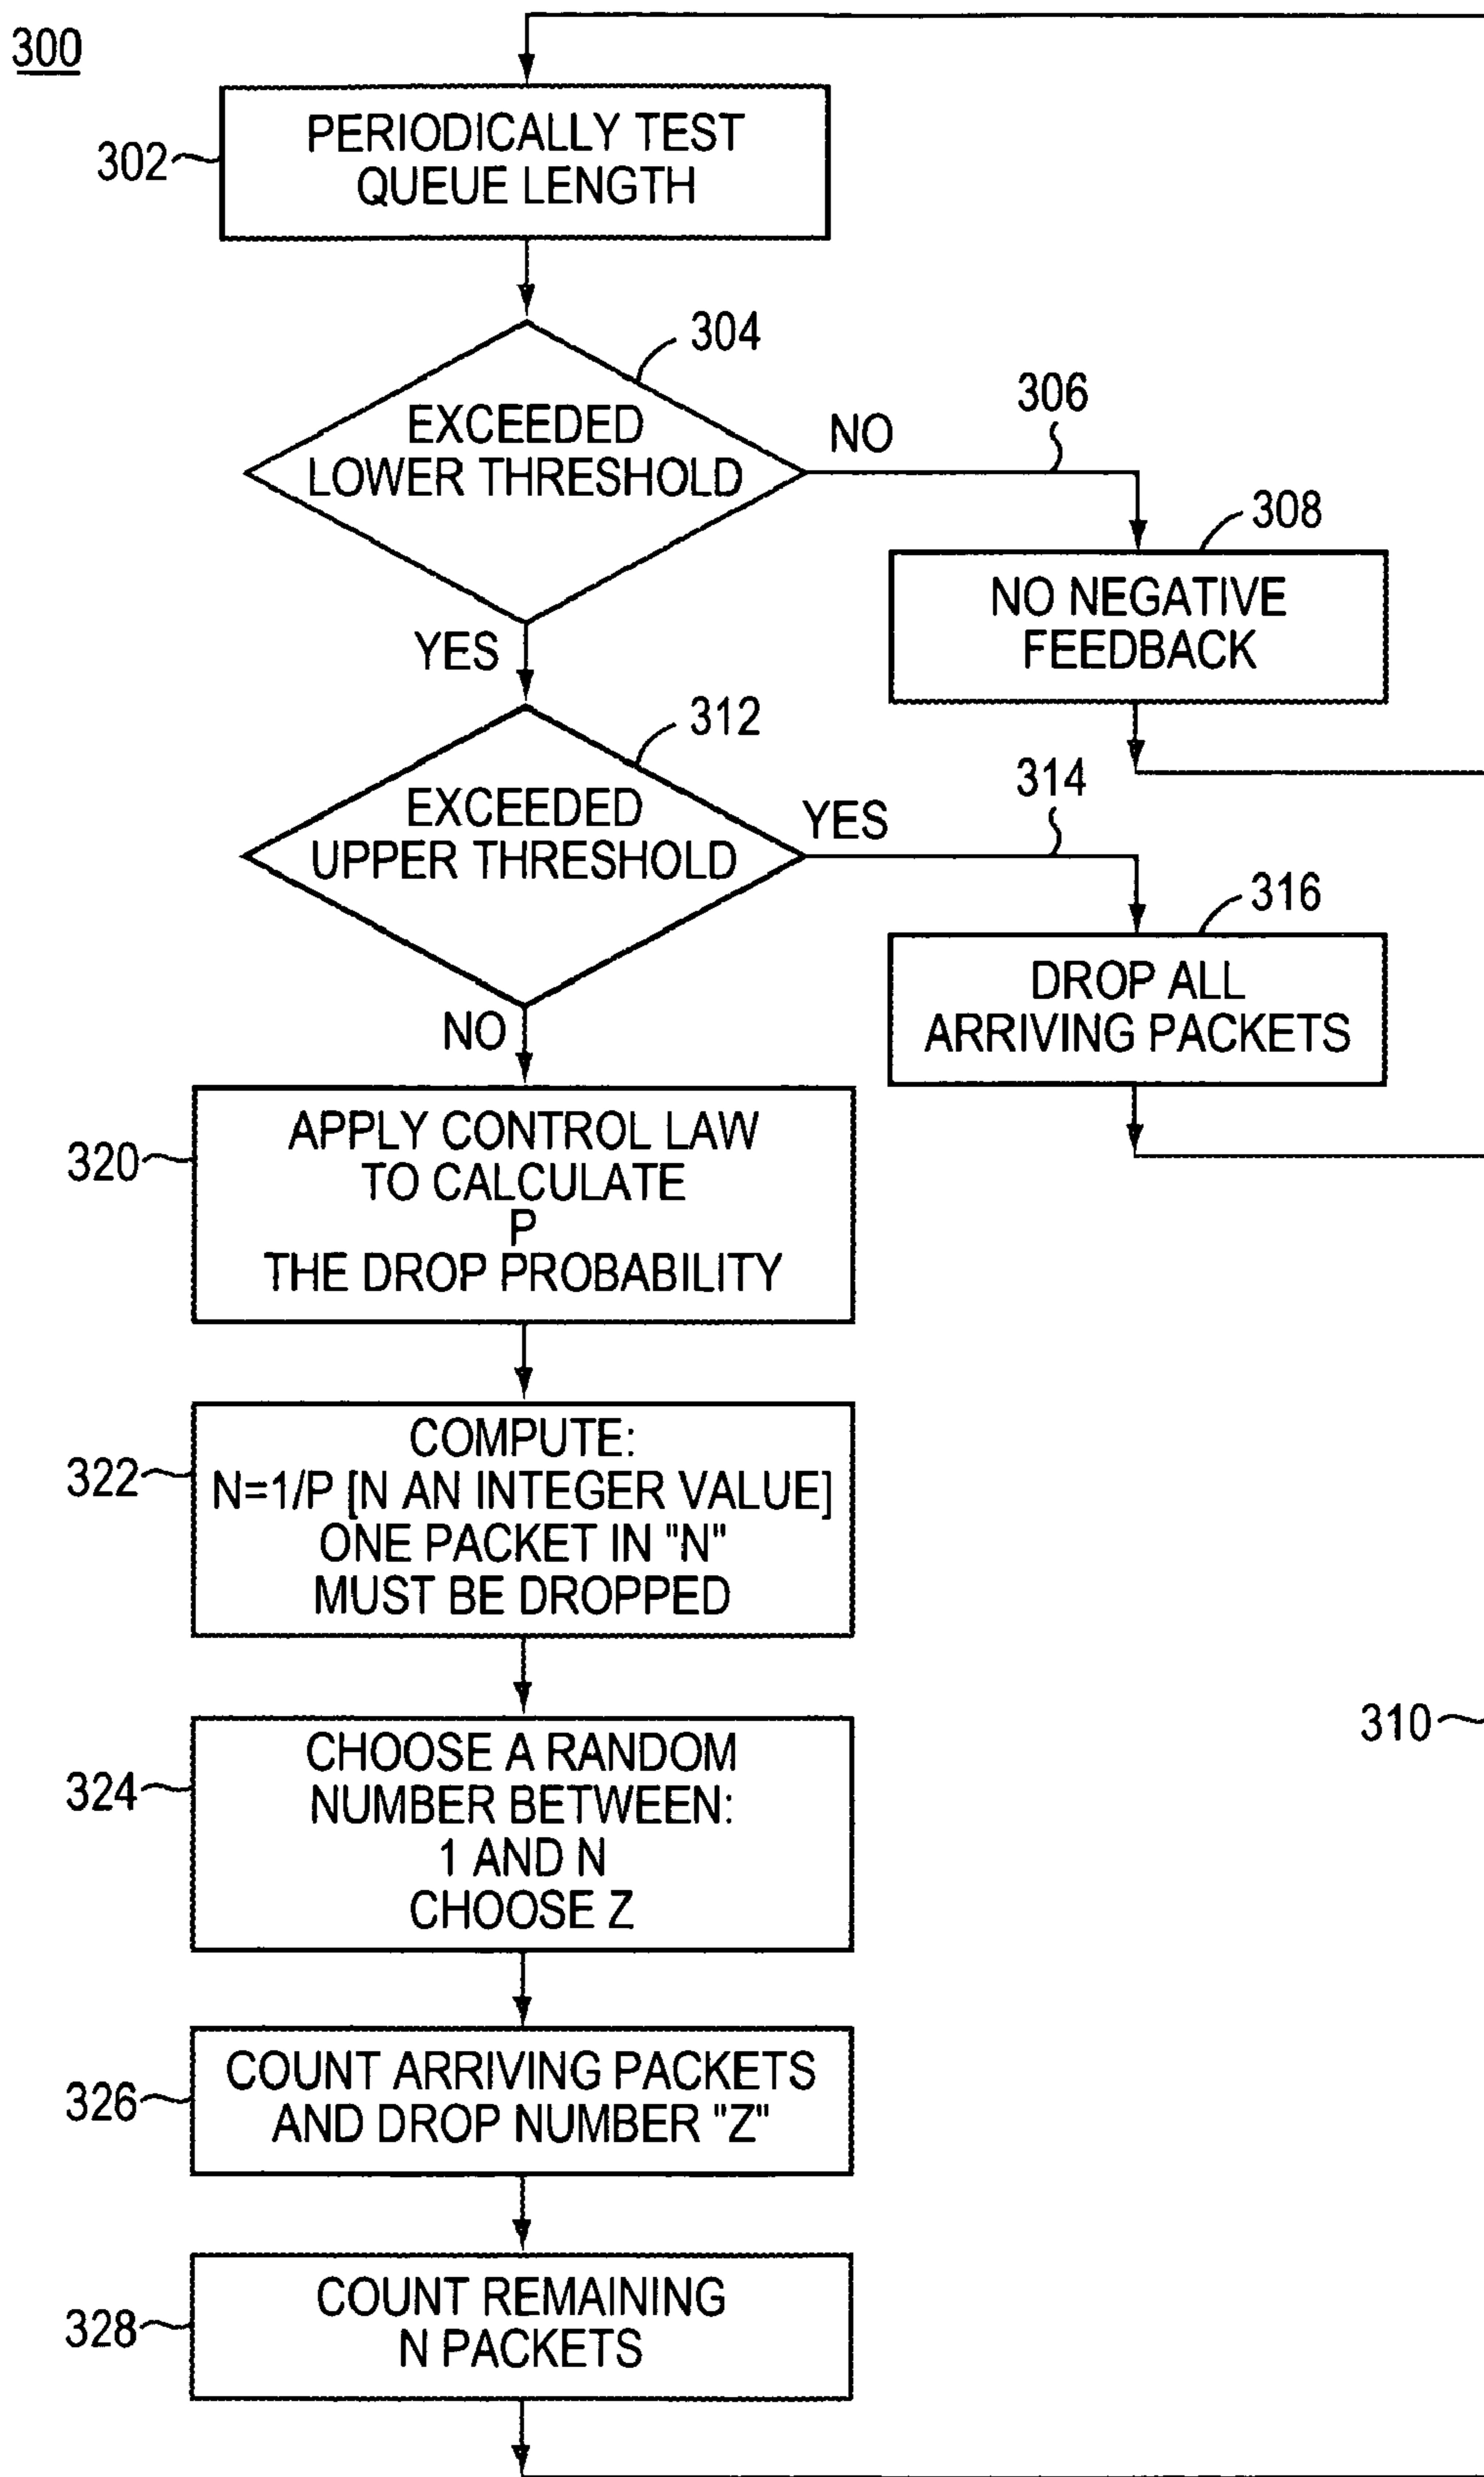 300
302
PERIODICALLY TEST
QUEUE LENGTH
304
EXCEEDED
LOWER THRESHOLD
NO
306
308
NO NEGATIVE
FEEDBACK
YES
312
EXCEEDED
UPPER THRESHOLD
YES
314
316
DROP ALL
ARRIVING PACKETS
NO
320
APPLY CONTROL LAW
TO CALCULATE
P
THE DROP PROBABILITY
322
COMPUTE:
N=1/P [N AN INTEGER VALUE]
ONE PACKET IN "N"
MUST BE DROPPED
310
324
CHOOSE A RANDOM
NUMBER BETWEEN:
1 AND N
CHOOSE Z
326
COUNT ARRIVING PACKETS
AND DROP NUMBER "Z"
328
COUNT REMAINING
N PACKETS